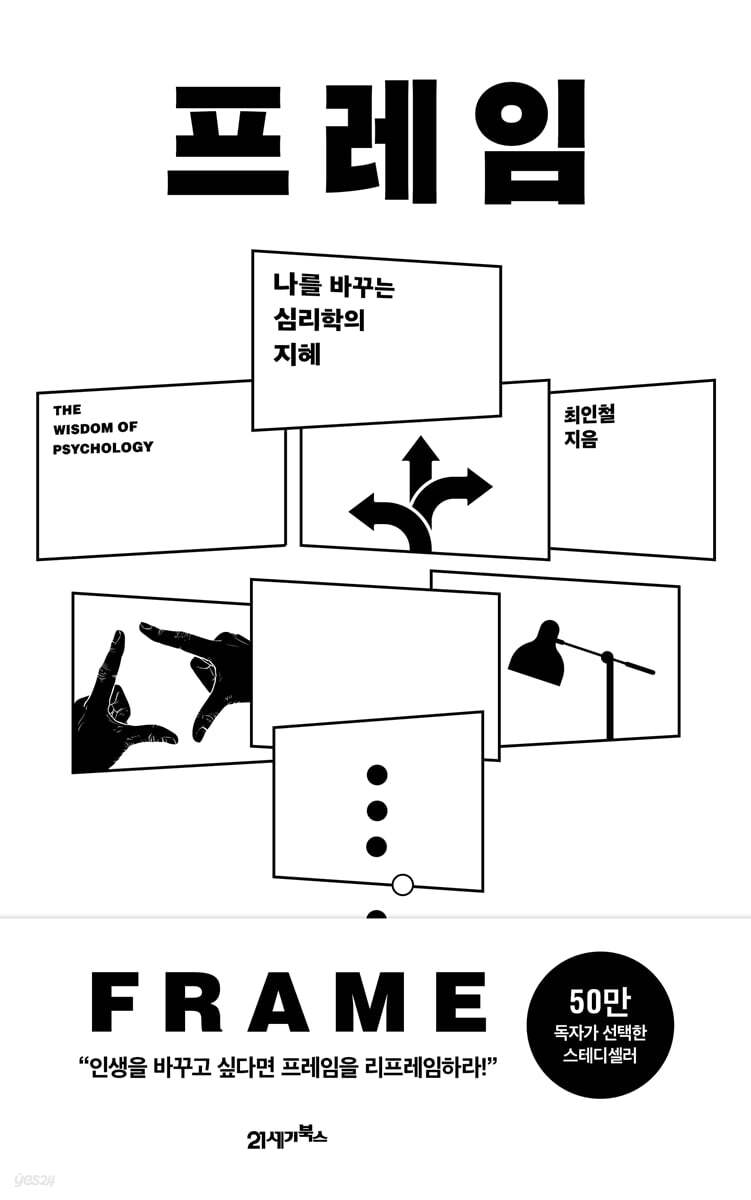 프레임
나를 바꾸는
심리학의
지혜
THE
WISDOM OF
PSYCHOLOGY
최인철
지음
FRAME
“인생을 바꾸고 싶다면 프레임을 리프레임하라!”
50만
독자가 선택한
스테디셀러
21세기북스
yes24